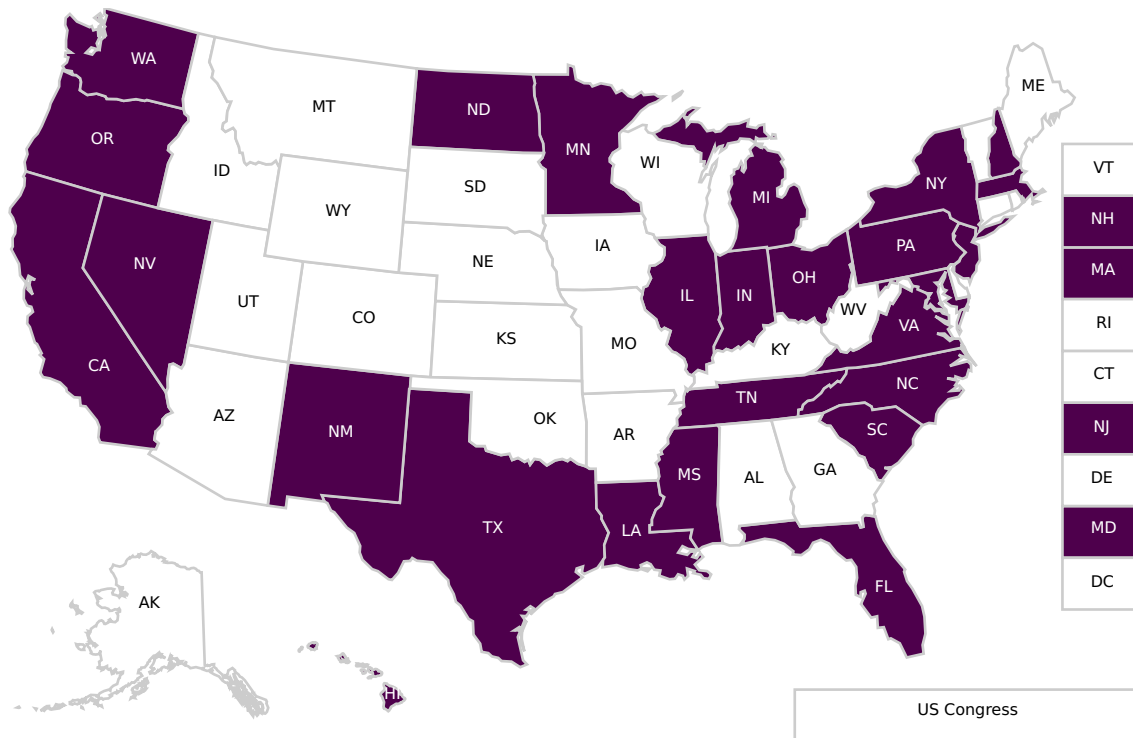 WA
MT
ND
MN
ME
OR
ID
SD
WI
MI
NY
WY
IA
NE
PA
NV
UT
CO
IL
IN
OH
WV
VA
KS
MO
KY
CA
AZ
NM
OK
AR
TN
NC
SC
TX
LA
MS
AL
GA
FL
AK
HI
VT
NH
MA
RI
CT
NJ
DE
MD
DC
US Congress